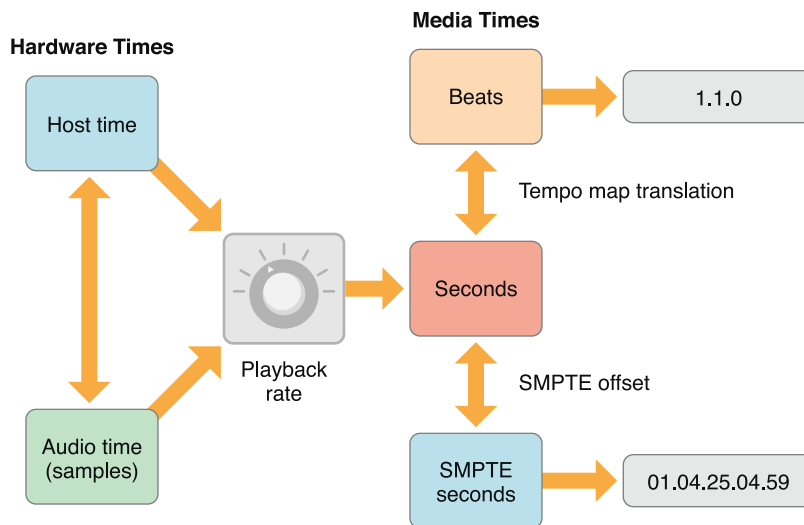 Hardware Times
Host time
Audio time
(samples)
Playback
rate
Media Times
Beats
1.1.0
Tempo map translation
Seconds
SMPTE offset
SMPTE
seconds
01.04.25.04.59